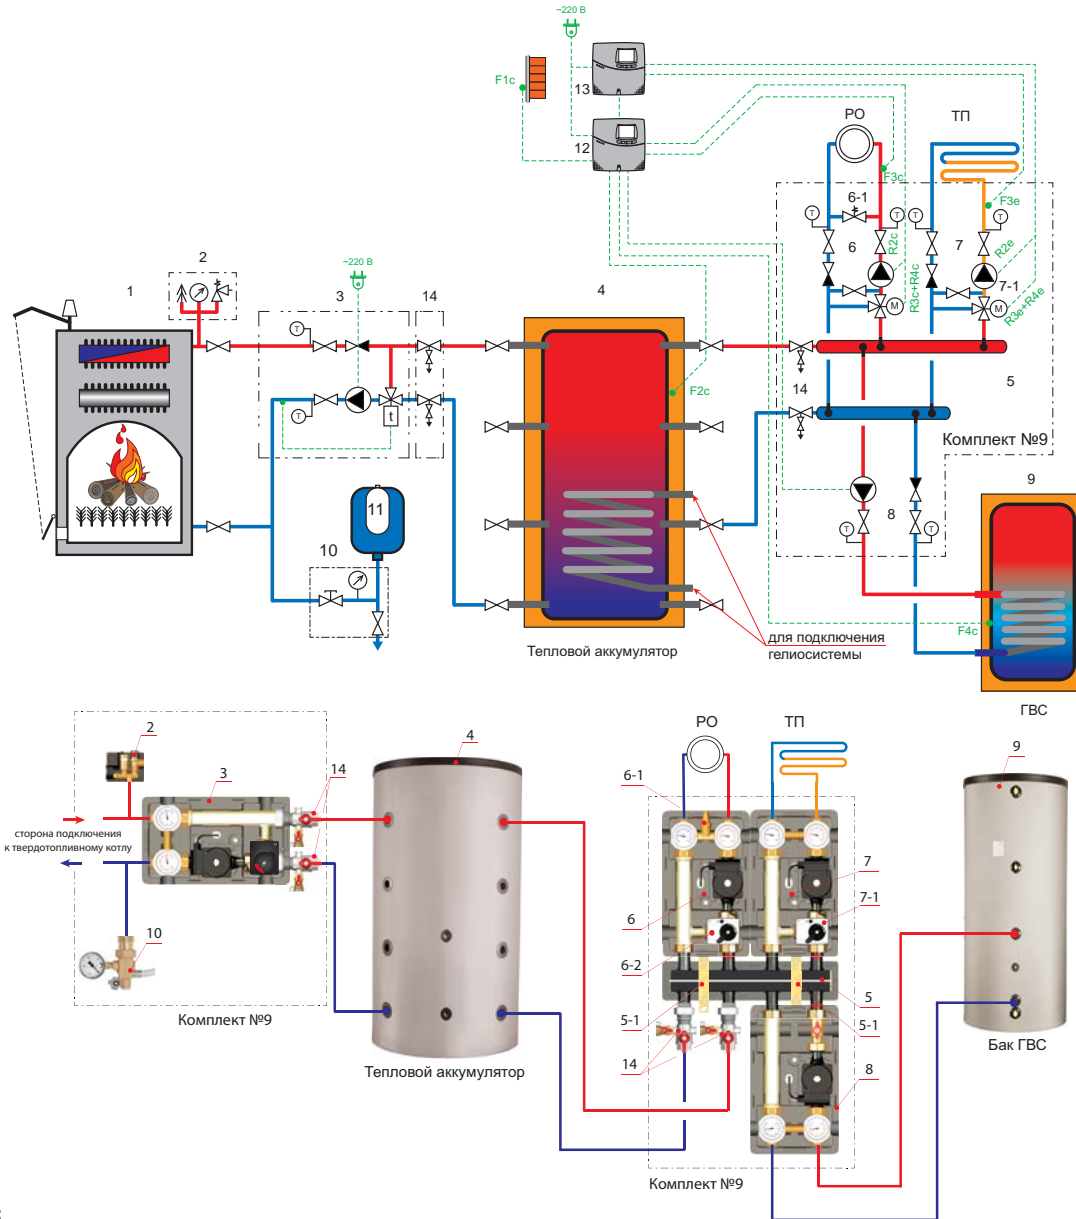 ~220 В
~220 В
F1c
13
12
РО
ТП
F3c
F3e
6-1
T
T
T
T
6
R2c
7
R2e
7-1
M
M
R3c+R4c
R3e+R4e
1
2
3
14
4
~220 В
T
T
t
F2c
14
5
Комплект №9
9
11
10
8
T
T
F4c
для подключения
гелиосистемы
Тепловой аккумулятор
ГВС
2
3
14
4
РО
ТП
9
6-1
сторона подключения
к твердотопливному котлу
7
7-1
6
6-2
10
5
5-1
5-1
14
8
Комплект №9
Тепловой аккумулятор
Бак ГВС
Комплект №9